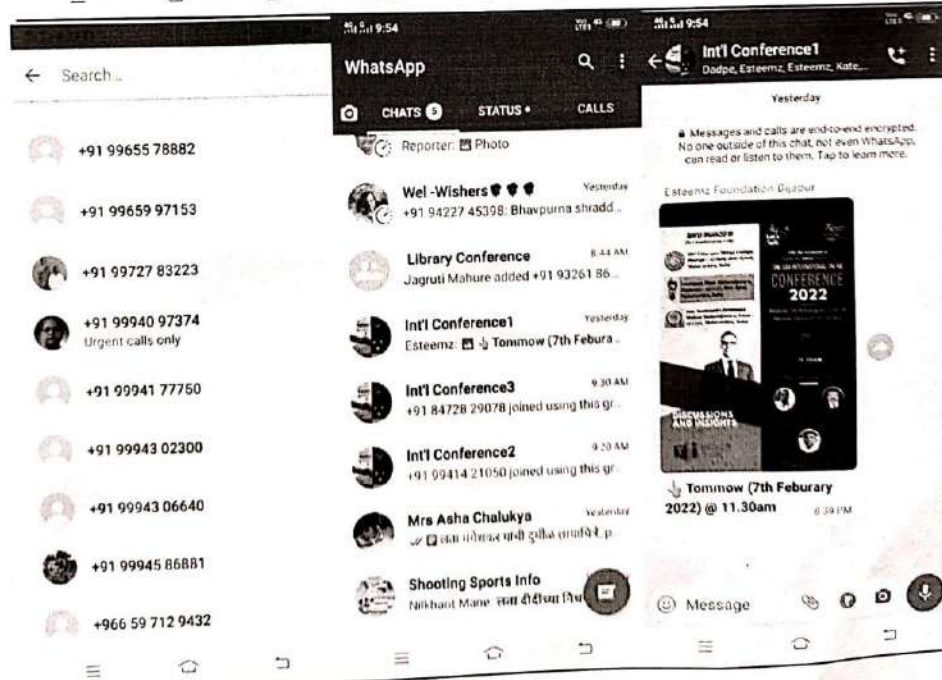 Search...
+91 99655 78882
+91 99659 97153
+91 99727 83223
+91 99940 97374
Urgent calls only
+91 99941 77750
+91 99943 02300
+91 99943 06640
+91 99945 86881
+966 59 712 9432
9:54
WhatsApp
CHATS 5 STATUS CALLS
Reporter: Photo
Wel -Wishers Yesterday
+91 94227 45398: Bhavpurna shradd...
Library Conference 8:44 AM
Jagruti Mahure added +91 93261 86...
Int'l Conference1 Yesterday
Esteemz: Tommow (7th Febura...
Int'l Conference3 9:30 AM
+91 84728 29078 joined using this gr...
Int'l Conference2 9:20 AM
+91 99414 21050 joined using this gr...
Mrs Asha Chalukya Yesterday
Shooting Sports Info
Nilkhant Mane:
9:54
Int'l Conference1
Dadpe, Esteemz, Esteemz, Kate,...
Yesterday
Messages and calls are end-to-end encrypted.
No one outside of this chat, not even WhatsApp,
can read or listen to them. Tap to learn more.
Esteemz Foundation Bijapur
CONFERENCE
2022
DISCUSSIONS
AND INSIGHTS
Tommow (7th Feburary
2022) @ 11.30am 8:39 PM
Message